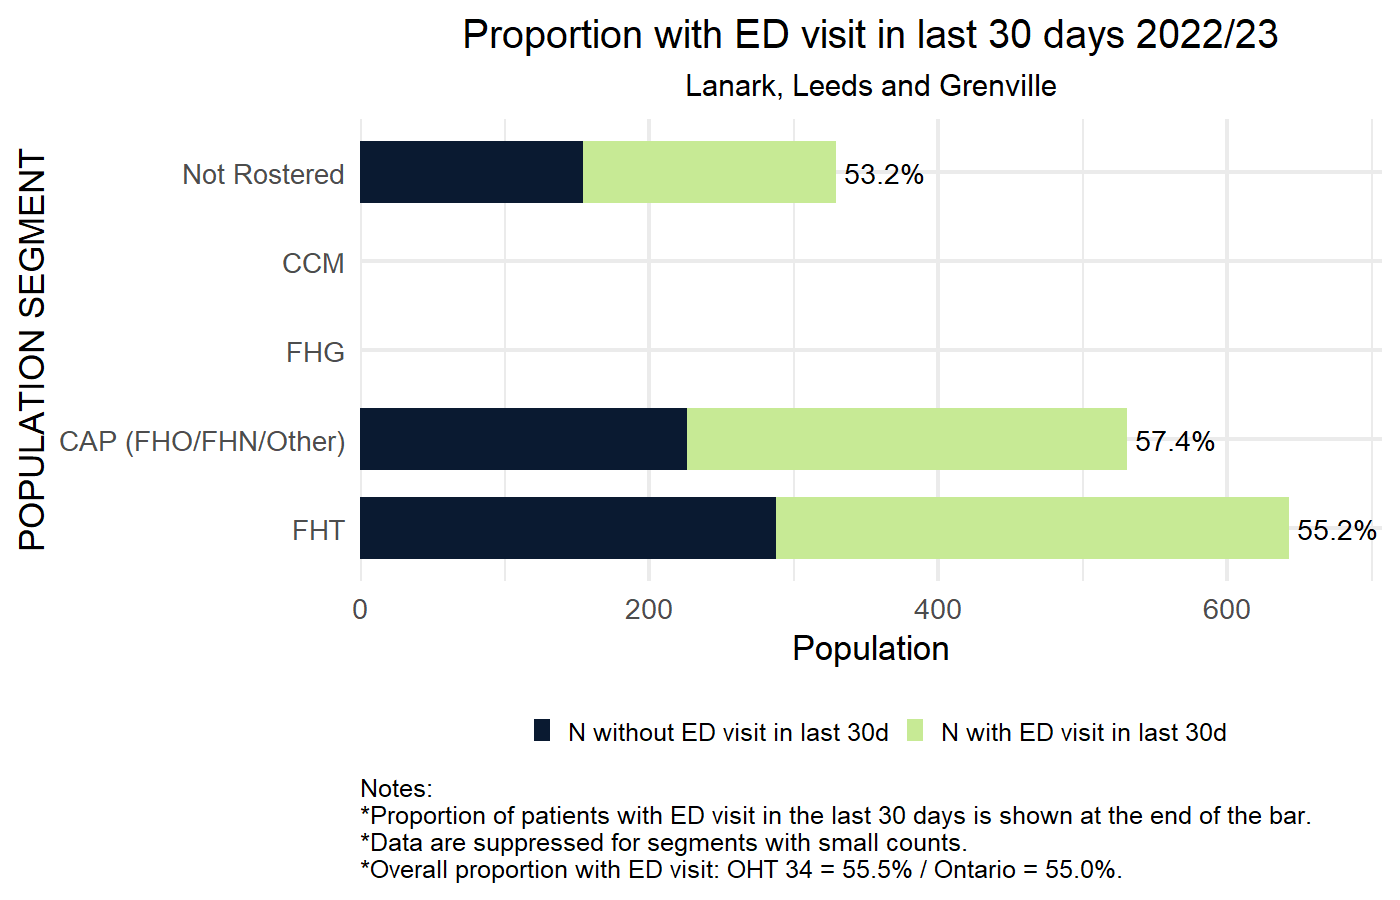 Proportion with ED visit in last 30 days 2022/23
Lanark, Leeds and Grenville
POPULATION SEGMENT
Not Rostered
53.2%
CCM
FHG
CAP (FHO/FHN/Other)
57.4%
FHT
55.2%
0
200
400
600
Population
N without ED visit in last 30d
N with ED visit in last 30d
Notes:
*Proportion of patients with ED visit in the last 30 days is shown at the end of the bar.
*Data are suppressed for segments with small counts.
*Overall proportion with ED visit: OHT 34 = 55.5% / Ontario = 55.0%.